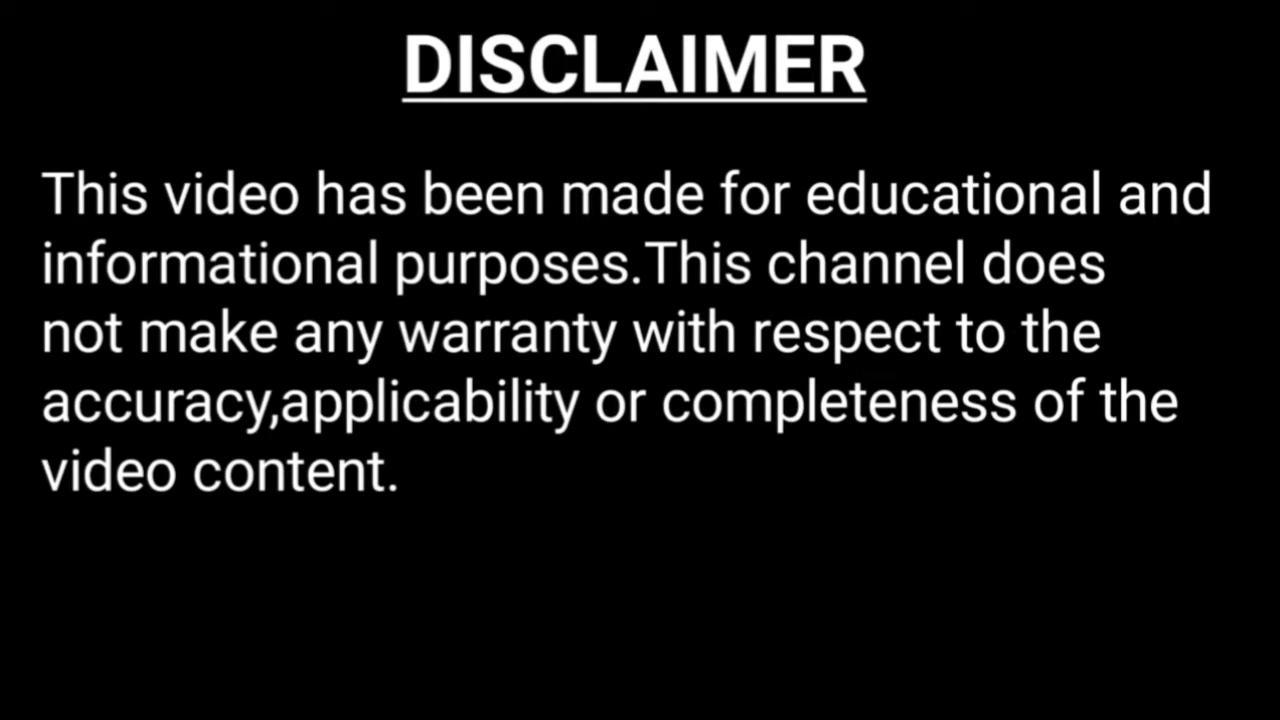 DISCLAIMER
This video has been made for educational and
informational purposes.This channel does
not make any warranty with respect to the
accuracy,applicability or completeness of the
video content.